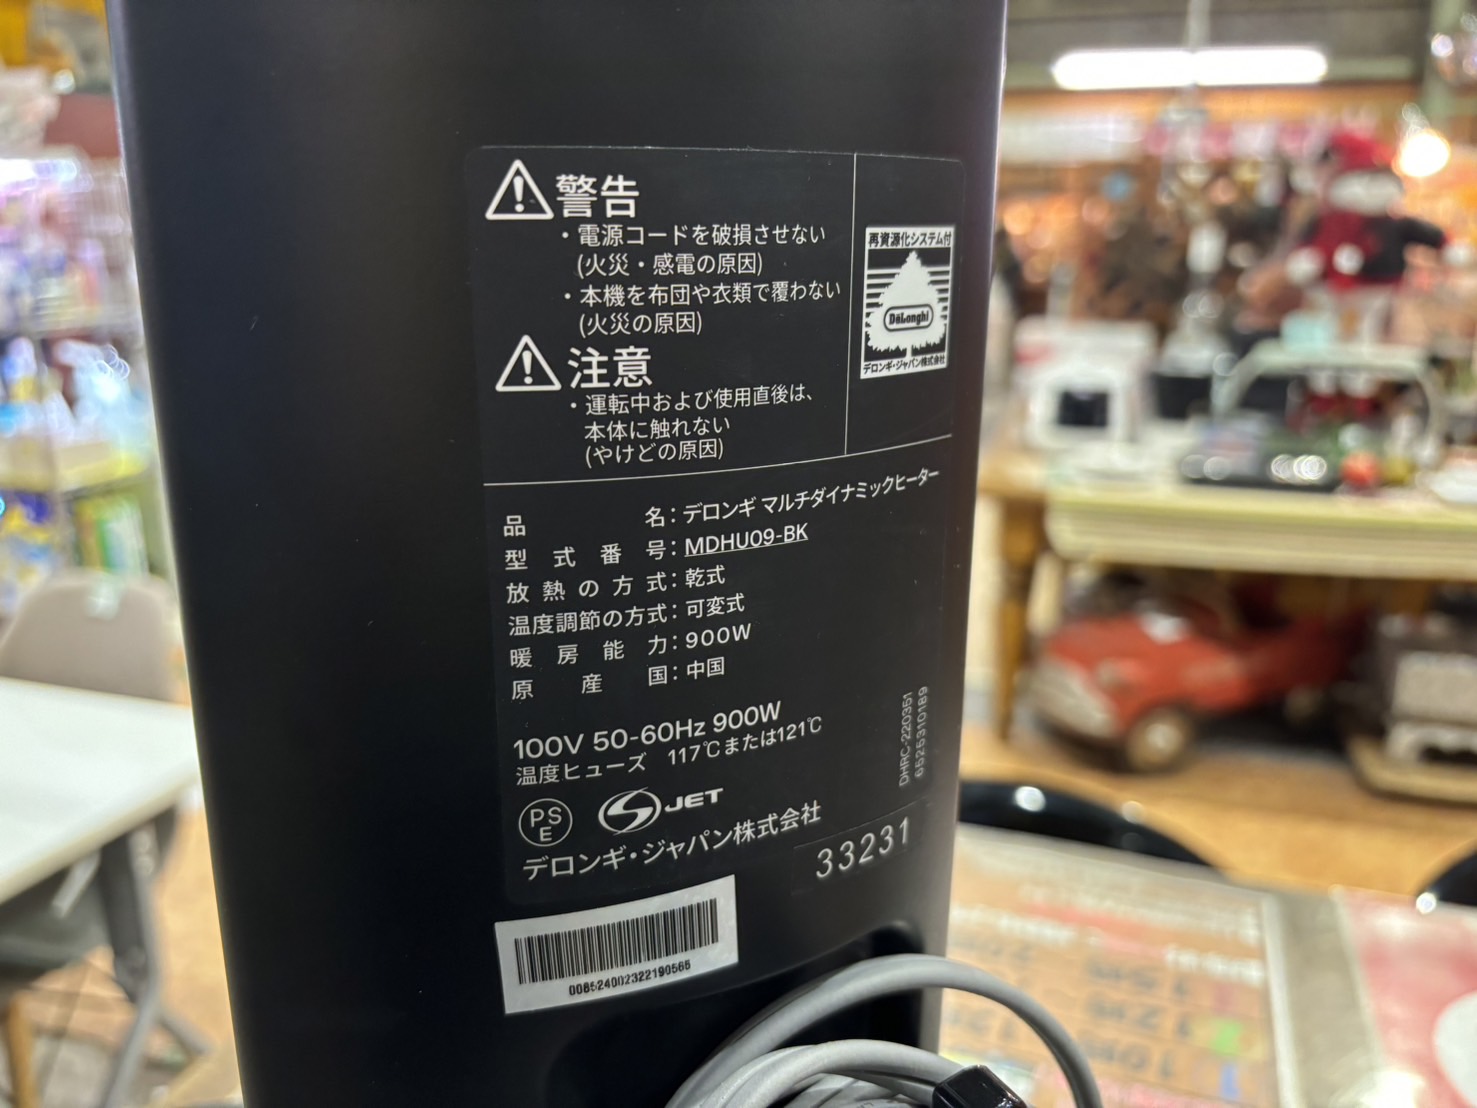 警告
・電源コードを破損させない
(火災・感電の原因)
・本機を布団や衣類で覆わない
(火災の原因)
注意
・運転中および使用直後は、
本体に触れない
(やけどの原因)
再資源化システム付
DeLonghi
デロンギ・ジャパン株式会社
品名：デロンギ マルチダイナミックヒーター
型式番号：MDHU09-BK
放熱の方式：乾式
温度調節の方式：可変式
暖房能力：900W
原産国：中国
100V 50-60Hz 900W
温度ヒューズ 117℃または121℃
PS
E
JET
デロンギ・ジャパン株式会社
DHRC-220351
6525310189
33231
008524002322190565